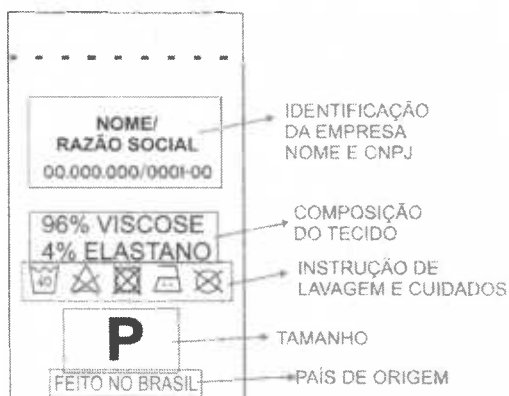 NOME/
RAZÃO SOCIAL
00.000.000/0001-00
IDENTIFICAÇÃO
DA EMPRESA
NOME E CNPJ
96% VISCOSE
4% ELASTANO
COMPOSIÇÃO
DO TECIDO
40
INSTRUÇÃO DE
LAVAGEM E CUIDADOS
P
TAMANHO
FEITO NO BRASIL
PAÍS DE ORIGEM